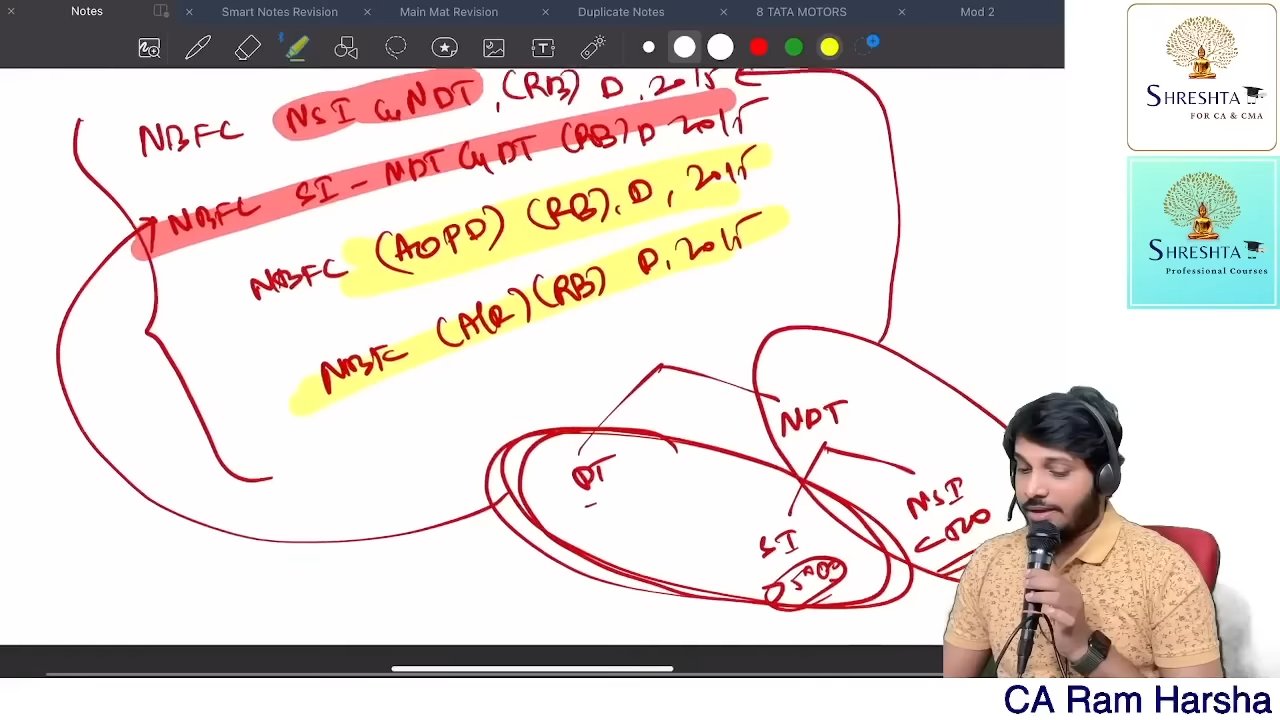 Notes
Smart Notes Revision
Main Mat Revision
Duplicate Notes
8 TATA MOTORS
Mod 2
SHRESHTA
FOR CA & CMA
SHRESHTA
Professional Courses
NBFC NSI Co NDT, (RB) D, 2015
NBFC SI - NDT Co DT (RB) D 2015
NBFC (AOPD) (RB). D, 2015
NBFC (A(R) (RB) D, 2015
NDT
DT
NSI
SI
CA Ram Harsha